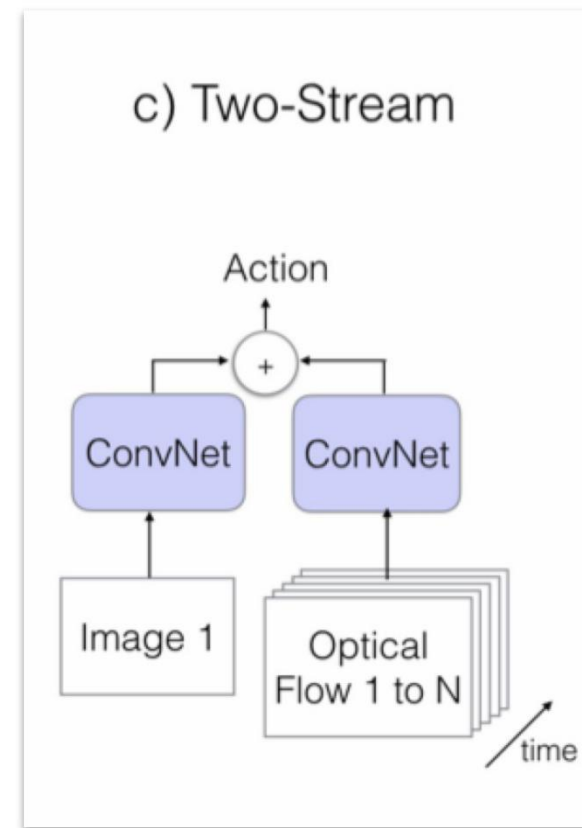 c) Two-Stream
Action
+
ConvNet
ConvNet
Image 1
Optical
Flow 1 to N
time